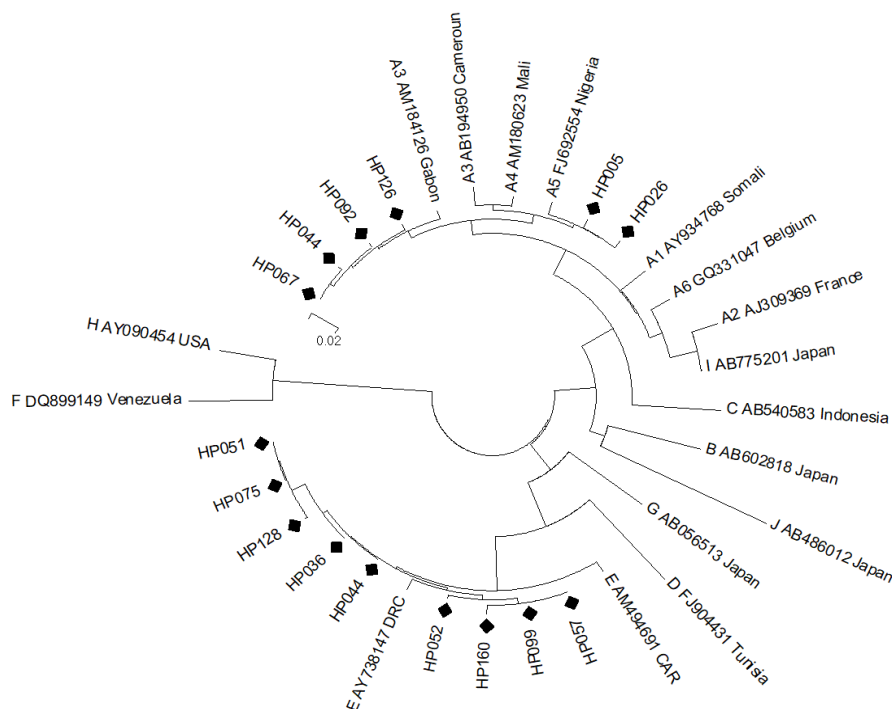 A3 AM184126 Gabon
A3 AB194950 Cameroun
A4 AM180623 Mali
A5 FJ692554 Nigeria
HP005
HP026
A1 AY934768 Somali
A6 GQ331047 Belgium
A2 AJ309369 France
I AB775201 Japan
C AB540583 Indonesia
B AB602818 Japan
J AB486012 Japan
G AB056513 Japan
D FJ904431 Tunisia
E AM494691 CAR
HP057
HP099
HP160
HP052
E AY738147 DRC
HP044
HP036
HP128
HP075
HP051
F DQ899149 Venezuela
H AY090454 USA
0.02
HP067
HP044
HP092
HP126